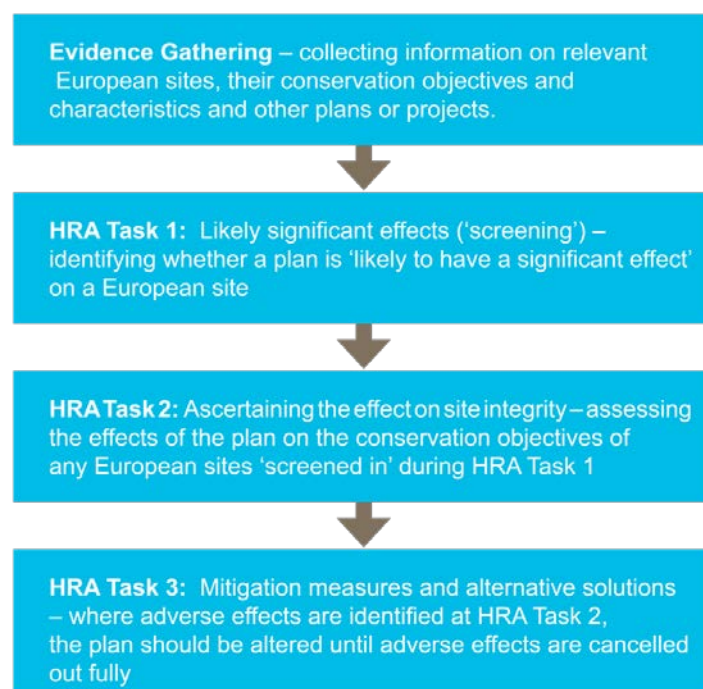 Evidence Gathering – collecting information on relevant
European sites, their conservation objectives and
characteristics and other plans or projects.
HRA Task 1: Likely significant effects (‘screening’) –
identifying whether a plan is ‘likely to have a significant effect’
on a European site
HRA Task 2: Ascertaining the effect on site integrity – assessing
the effects of the plan on the conservation objectives of
any European sites ‘screened in’ during HRA Task 1
HRA Task 3: Mitigation measures and alternative solutions
– where adverse effects are identified at HRA Task 2,
the plan should be altered until adverse effects are cancelled
out fully